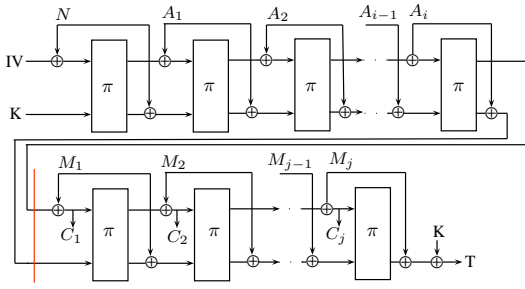 N A₁ A₂ Aᵢ₋₁ Aᵢ
IV π π π π
K
M₁ M₂ Mⱼ₋₁ Mⱼ
C₁ C₂ Cⱼ
π π π K
T